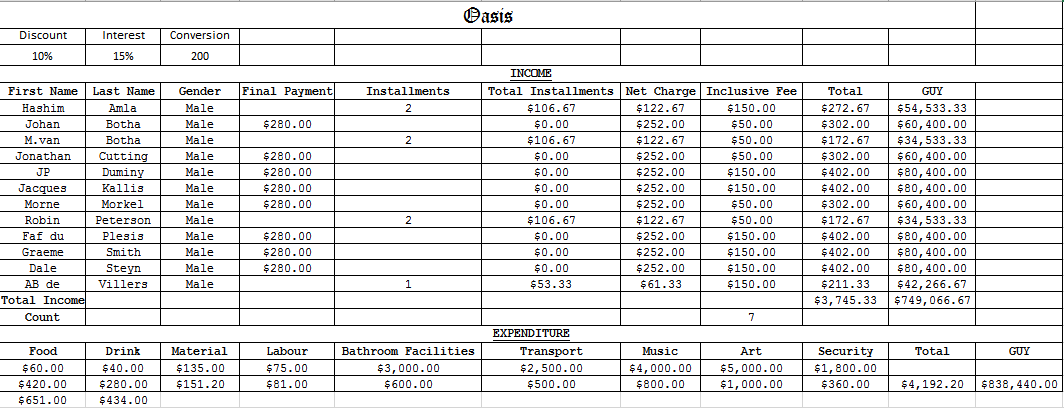 Oasis
Discount Interest Conversion
10% 15% 200
INCOME
First Name Last Name Gender Final Payment Installments Total Installments Net Charge Inclusive Fee Total GUY
Hashim Amla Male 2 $106.67 $122.67 $150.00 $272.67 $54,533.33
Johan Botha Male $280.00 $0.00 $252.00 $50.00 $302.00 $60,400.00
M.van Botha Male 2 $106.67 $122.67 $50.00 $172.67 $34,533.33
Jonathan Cutting Male $280.00 $0.00 $252.00 $50.00 $302.00 $60,400.00
JP Duminy Male $280.00 $0.00 $252.00 $150.00 $402.00 $80,400.00
Jacques Kallis Male $280.00 $0.00 $252.00 $150.00 $402.00 $80,400.00
Morne Morkel Male $280.00 $0.00 $252.00 $50.00 $302.00 $60,400.00
Robin Peterson Male 2 $106.67 $122.67 $50.00 $172.67 $34,533.33
Faf du Plesis Male $280.00 $0.00 $252.00 $150.00 $402.00 $80,400.00
Graeme Smith Male $280.00 $0.00 $252.00 $150.00 $402.00 $80,400.00
Dale Steyn Male $280.00 $0.00 $252.00 $150.00 $402.00 $80,400.00
AB de Villers Male 1 $53.33 $61.33 $150.00 $211.33 $42,266.67
Total Income $3,745.33 $749,066.67
Count 7
EXPENDITURE
Food Drink Material Labour Bathroom Facilities Transport Music Art Security Total GUY
$60.00 $40.00 $135.00 $75.00 $3,000.00 $2,500.00 $4,000.00 $5,000.00 $1,800.00
$420.00 $280.00 $151.20 $81.00 $600.00 $500.00 $800.00 $1,000.00 $360.00 $4,192.20 $838,440.00
$651.00 $434.00